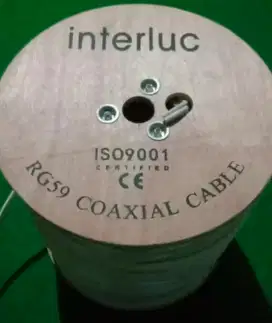 interluc
ISO9001
CERTIFIED
CE
RG59 COAXIAL CABLE